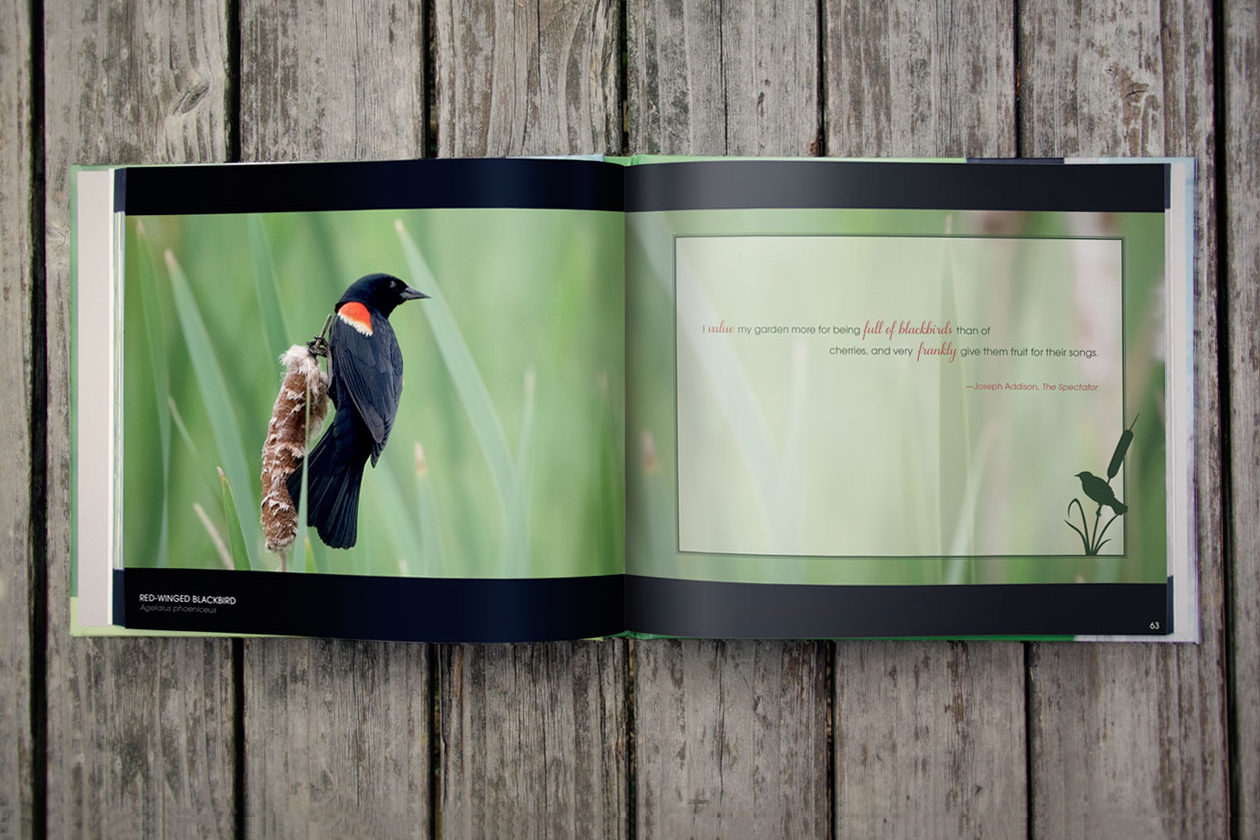 RED-WINGED BLACKBIRD
Agelaius phoeniceus
I value my garden more for being full of blackbirds than of
cherries, and very frankly give them fruit for their songs.
—Joseph Addison, The Spectator
63